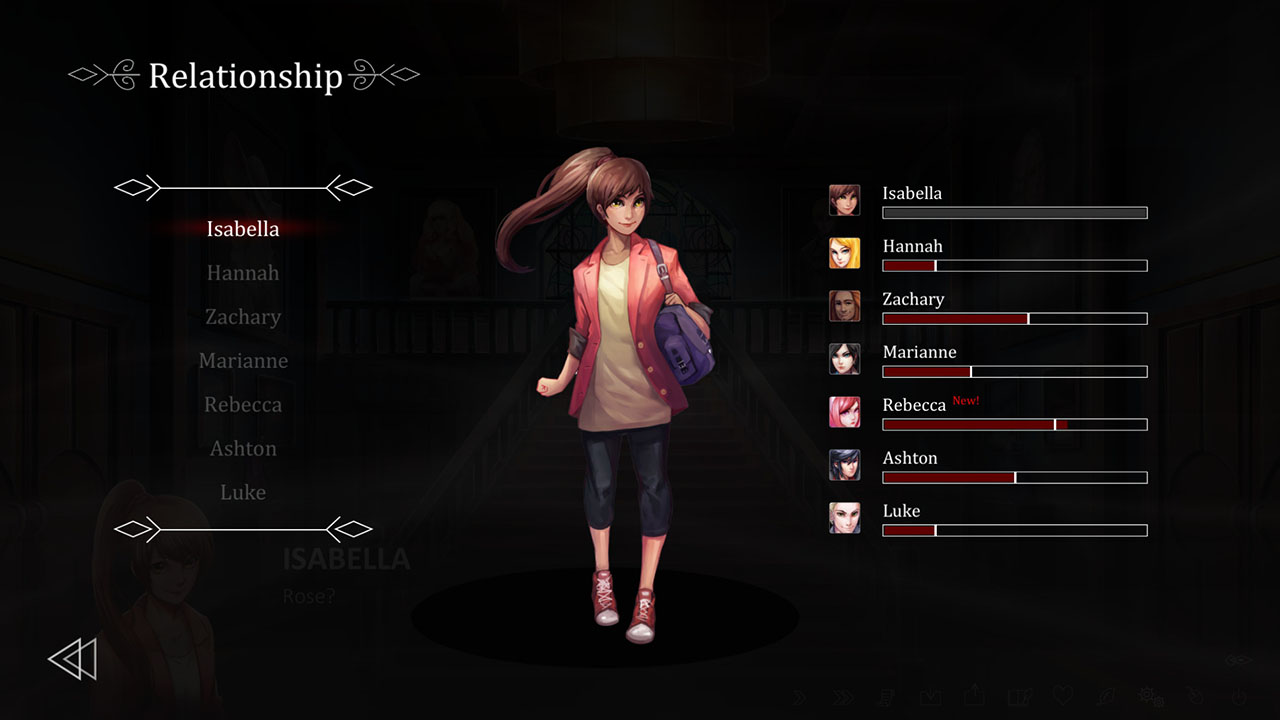 Relationship
Isabella
Hannah
Zachary
Marianne
Rebecca
Ashton
Luke
Isabella
Hannah
Zachary
Marianne
Rebecca New!
Ashton
Luke
ISABELLA
Rose?